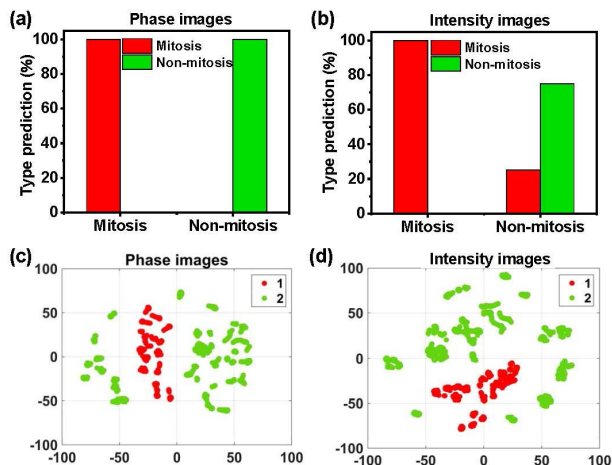 (a)
Phase images
Type prediction (%)
100
80
60
40
20
0
Mitosis
Non-mitosis
Mitosis
Non-mitosis
(b)
Intensity images
Type prediction (%)
100
80
60
40
20
0
Mitosis
Non-mitosis
Mitosis
Non-mitosis
(c)
Phase images
100
50
0
-50
-100
1
2
-100 -50 0 50 100
(d)
Intensity images
100
50
0
-50
-100
1
2
-100 -50 0 50 100